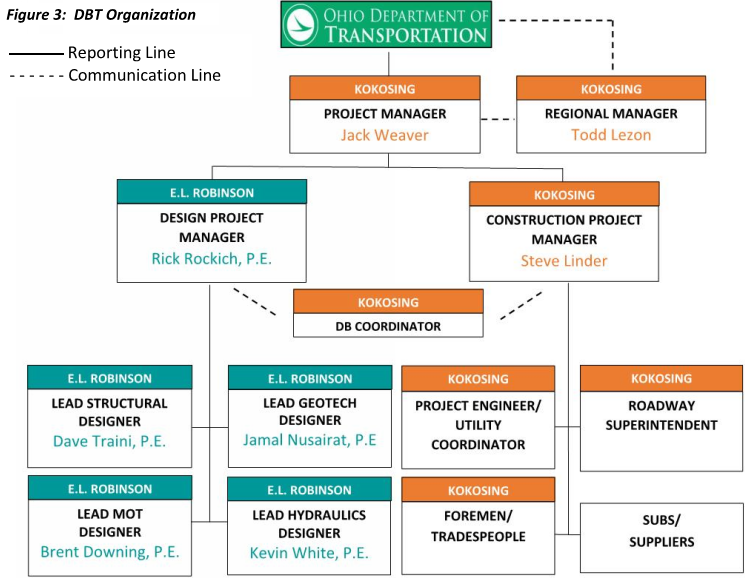 Figure 3:  DBT Organization
OHIO DEPARTMENT OF
TRANSPORTATION
Reporting Line
Communication Line
KOKOSING
PROJECT MANAGER
Jack Weaver
KOKOSING
REGIONAL MANAGER
Todd Lezon
E.L. ROBINSON
DESIGN PROJECT
MANAGER
Rick Rockich, P.E.
KOKOSING
CONSTRUCTION PROJECT
MANAGER
Steve Linder
KOKOSING
DB COORDINATOR
E.L. ROBINSON
LEAD STRUCTURAL
DESIGNER
Dave Traini, P.E.
E.L. ROBINSON
LEAD GEOTECH
DESIGNER
Jamal Nusairat, P.E
KOKOSING
PROJECT ENGINEER/
UTILITY
COORDINATOR
KOKOSING
ROADWAY
SUPERINTENDENT
E.L. ROBINSON
LEAD MOT
DESIGNER
Brent Downing, P.E.
E.L. ROBINSON
LEAD HYDRAULICS
DESIGNER
Kevin White, P.E.
KOKOSING
FOREMEN/
TRADESPEOPLE
SUBS/
SUPPLIERS